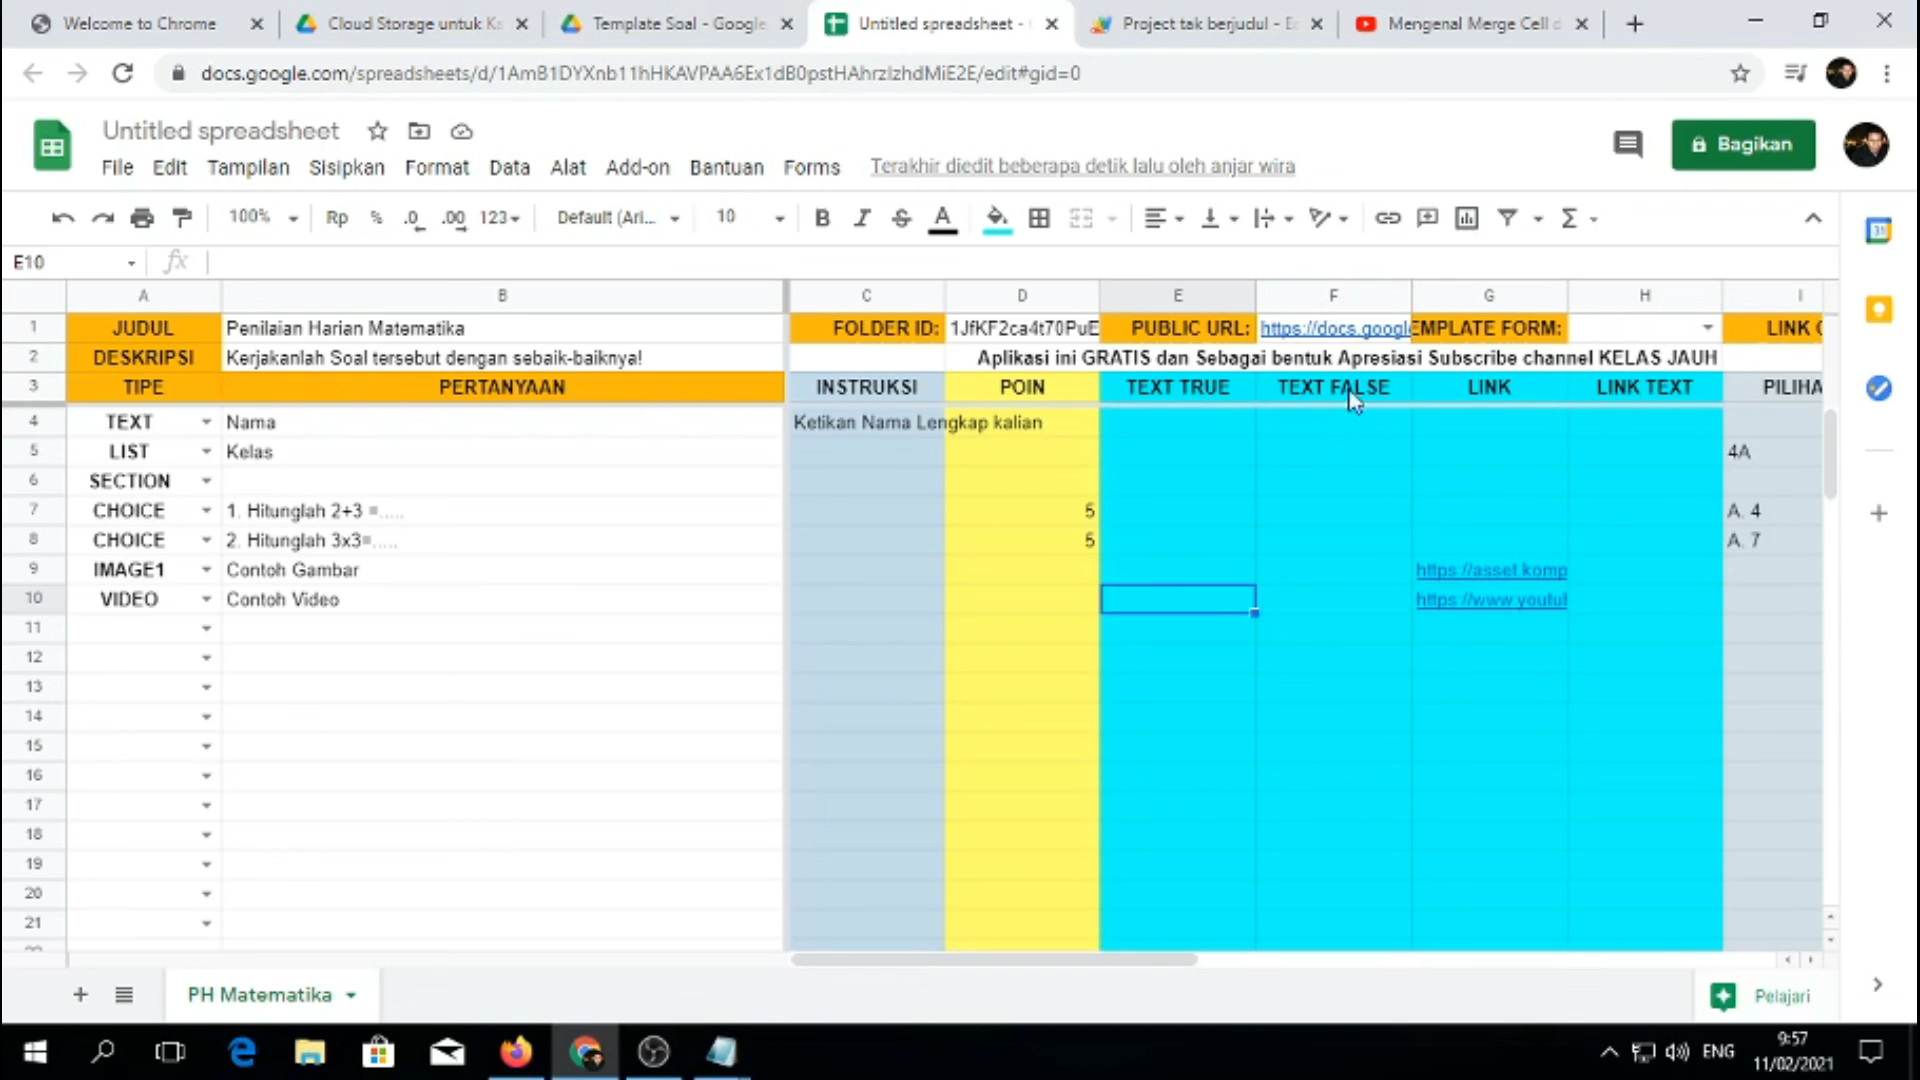 Welcome to Chrome
Cloud Storage untuk K
Template Soal - Google
Untitled spreadsheet -
Project tak berjudul -
Mengenal Merge Cell d
docs.google.com/spreadsheets/d/1AmB1DYXnb11hHKAVPAA6Ex1dB0pstHAhrzIzhdMiE2E/edit#gid=0
Untitled spreadsheet
Bagikan
File Edit Tampilan Sisipkan Format Data Alat Add-on Bantuan Forms Terakhir diedit beberapa detik lalu oleh anjar wira
100% Rp % .0 .00 123 Default (Ari... 10 B I S A
E10 fx
A B C D E F G H I
1 JUDUL Penilaian Harian Matematika FOLDER ID: 1JfKF2ca4t70PuE PUBLIC URL: https://docs.googl EMPLATE FORM: LINK
2 DESKRIPSI Kerjakanlah Soal tersebut dengan sebaik-baiknya! Aplikasi ini GRATIS dan Sebagai bentuk Apresiasi Subscribe channel KELAS JAUH
3 TIPE PERTANYAAN INSTRUKSI POIN TEXT TRUE TEXT FALSE LINK LINK TEXT PILIHA
4 TEXT Nama Ketikan Nama Lengkap kalian
5 LIST Kelas 4A
6 SECTION
7 CHOICE 1. Hitunglah 2+3 =..... 5 A. 4
8 CHOICE 2. Hitunglah 3x3=..... 5 A. 7
9 IMAGE1 Contoh Gambar https://asset.komp
10 VIDEO Contoh Video https://www.youtu
11
12
13
14
15
16
17
18
19
20
21
PH Matematika
Pelajari
ENG
9:57
11/02/2021